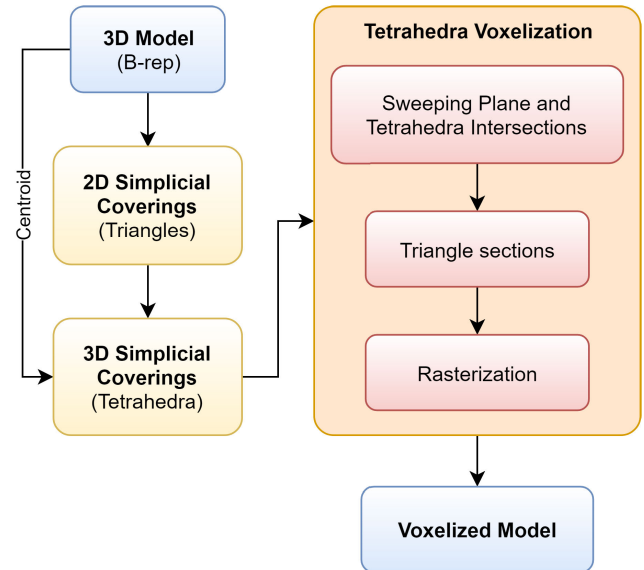 3D Model
(B-rep)
Centroid
2D Simplicial
Coverings
(Triangles)
3D Simplicial
Coverings
(Tetrahedra)
Tetrahedra Voxelization
Sweeping Plane and
Tetrahedra Intersections
Triangle sections
Rasterization
Voxelized Model